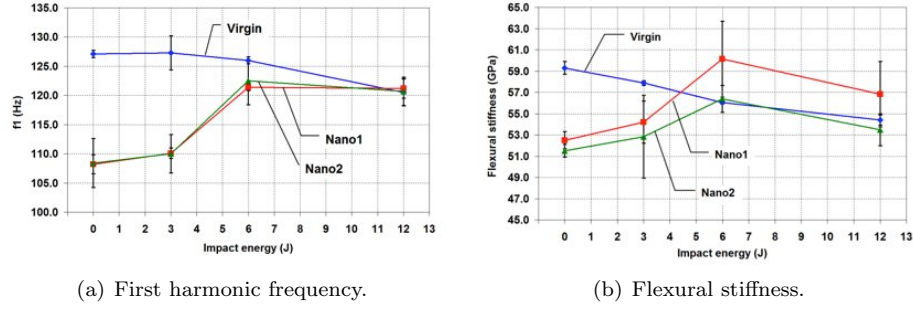 130.0
125.0
120.0
115.0
110.0
105.0
100.0
f1 (Hz)
Virgin
Nano1
Nano2
0 1 2 3 4 5 6 7 8 9 10 11 12 13
Impact energy (J)
(a) First harmonic frequency.
65.0
63.0
61.0
59.0
57.0
55.0
53.0
51.0
49.0
47.0
45.0
Flexural stiffness (GPa)
Virgin
Nano1
Nano2
0 1 2 3 4 5 6 7 8 9 10 11 12 13
Impact energy (J)
(b) Flexural stiffness.